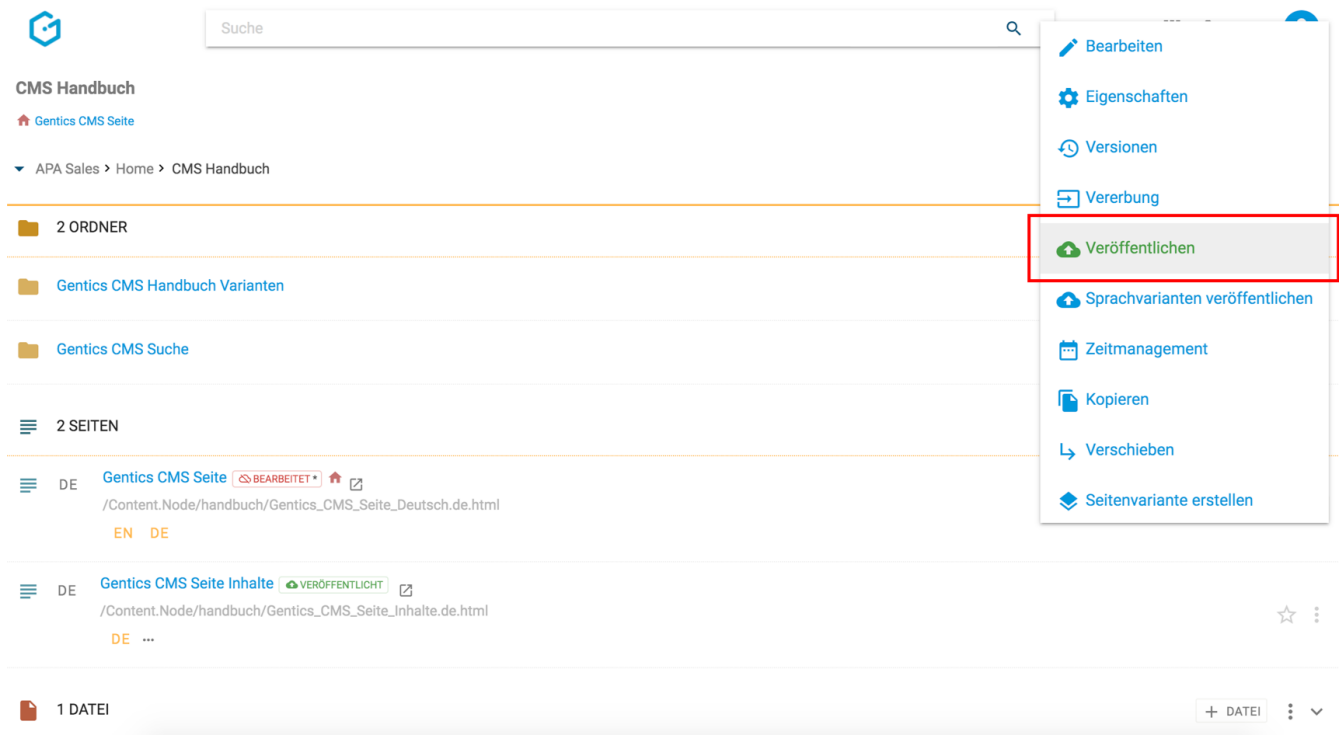 Suche
CMS Handbuch
Gentics CMS Seite
APA Sales > Home > CMS Handbuch
2 ORDNER
Gentics CMS Handbuch Varianten
Gentics CMS Suche
2 SEITEN
DE Gentics CMS Seite BEARBEITET *
/Content.Node/handbuch/Gentics_CMS_Seite_Deutsch.de.html
EN DE
DE Gentics CMS Seite Inhalte VERÖFFENTLICHT
/Content.Node/handbuch/Gentics_CMS_Seite_Inhalte.de.html
DE ...
1 DATEI
+ DATEI
Bearbeiten
Eigenschaften
Versionen
Vererbung
Veröffentlichen
Sprachvarianten veröffentlichen
Zeitmanagement
Kopieren
Verschieben
Seitenvariante erstellen